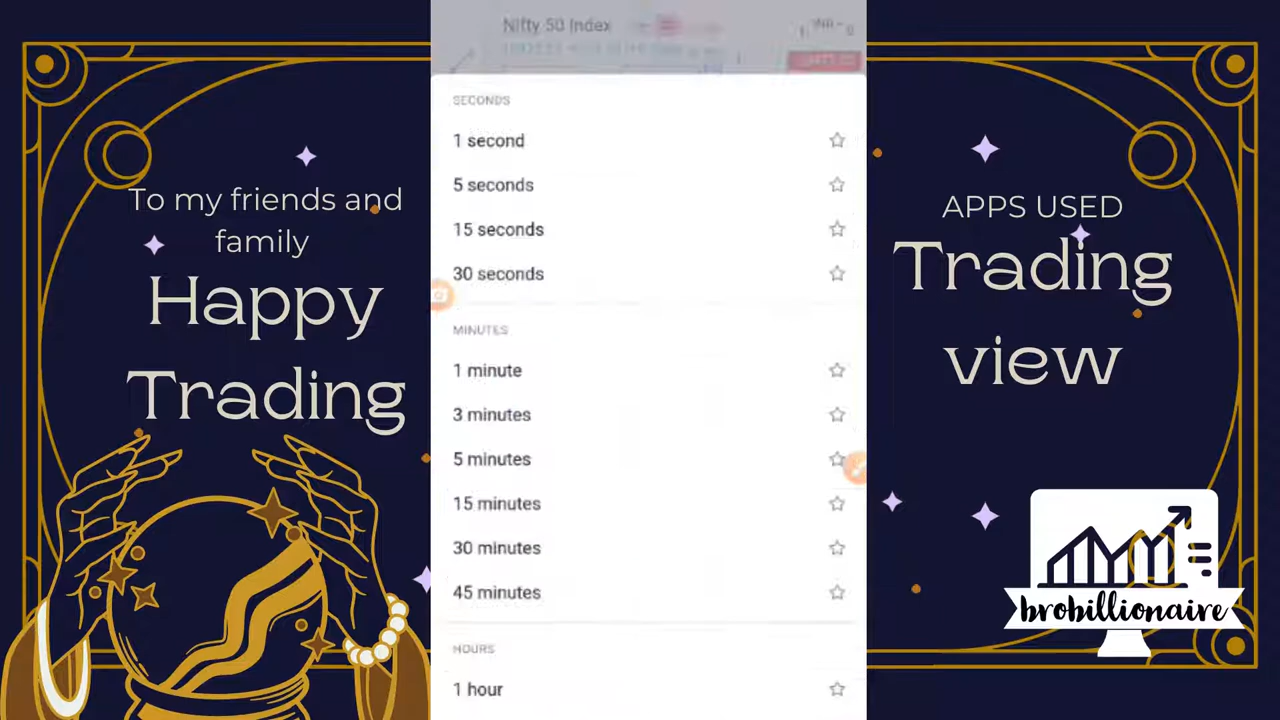 To my friends and
family
Happy
Trading
Nifty 50 Index
SECONDS
1 second
5 seconds
15 seconds
30 seconds
MINUTES
1 minute
3 minutes
5 minutes
15 minutes
30 minutes
45 minutes
HOURS
1 hour
APPS USED
Trading
view
brobillionaire